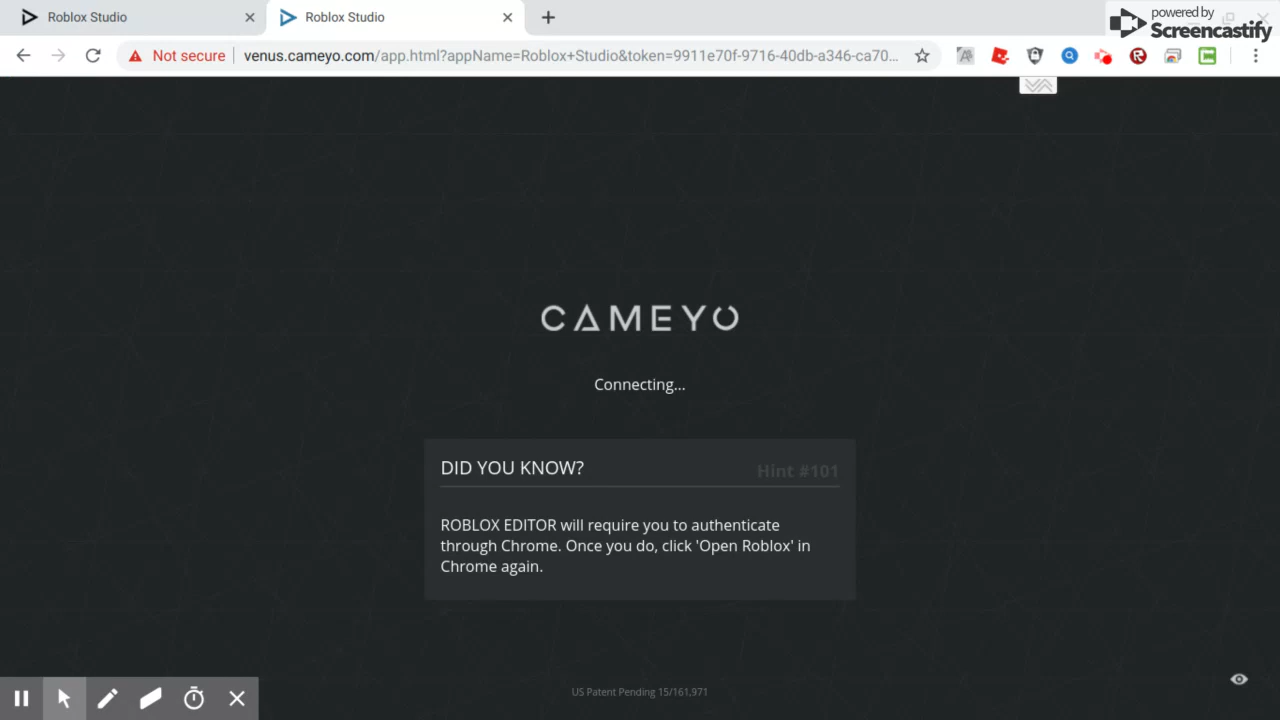 Roblox Studio
Roblox Studio
powered by
Screencastify
Not secure
venus.cameyo.com/app.html?appName=Roblox+Studio&token=9911e70f-9716-40db-a346-ca70...
CAMEYO
Connecting...
DID YOU KNOW?
Hint #101
ROBLOX EDITOR will require you to authenticate
through Chrome. Once you do, click 'Open Roblox' in
Chrome again.
US Patent Pending 15/161,971